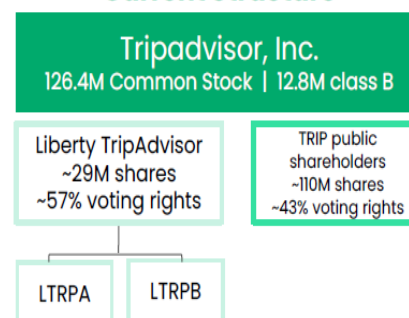 Tripadvisor, Inc.
126.4M Common Stock | 12.8M class B
Liberty TripAdvisor
~29M shares
~57% voting rights
TRIP public
shareholders
~110M shares
~43% voting rights
LTRPA
LTRPB